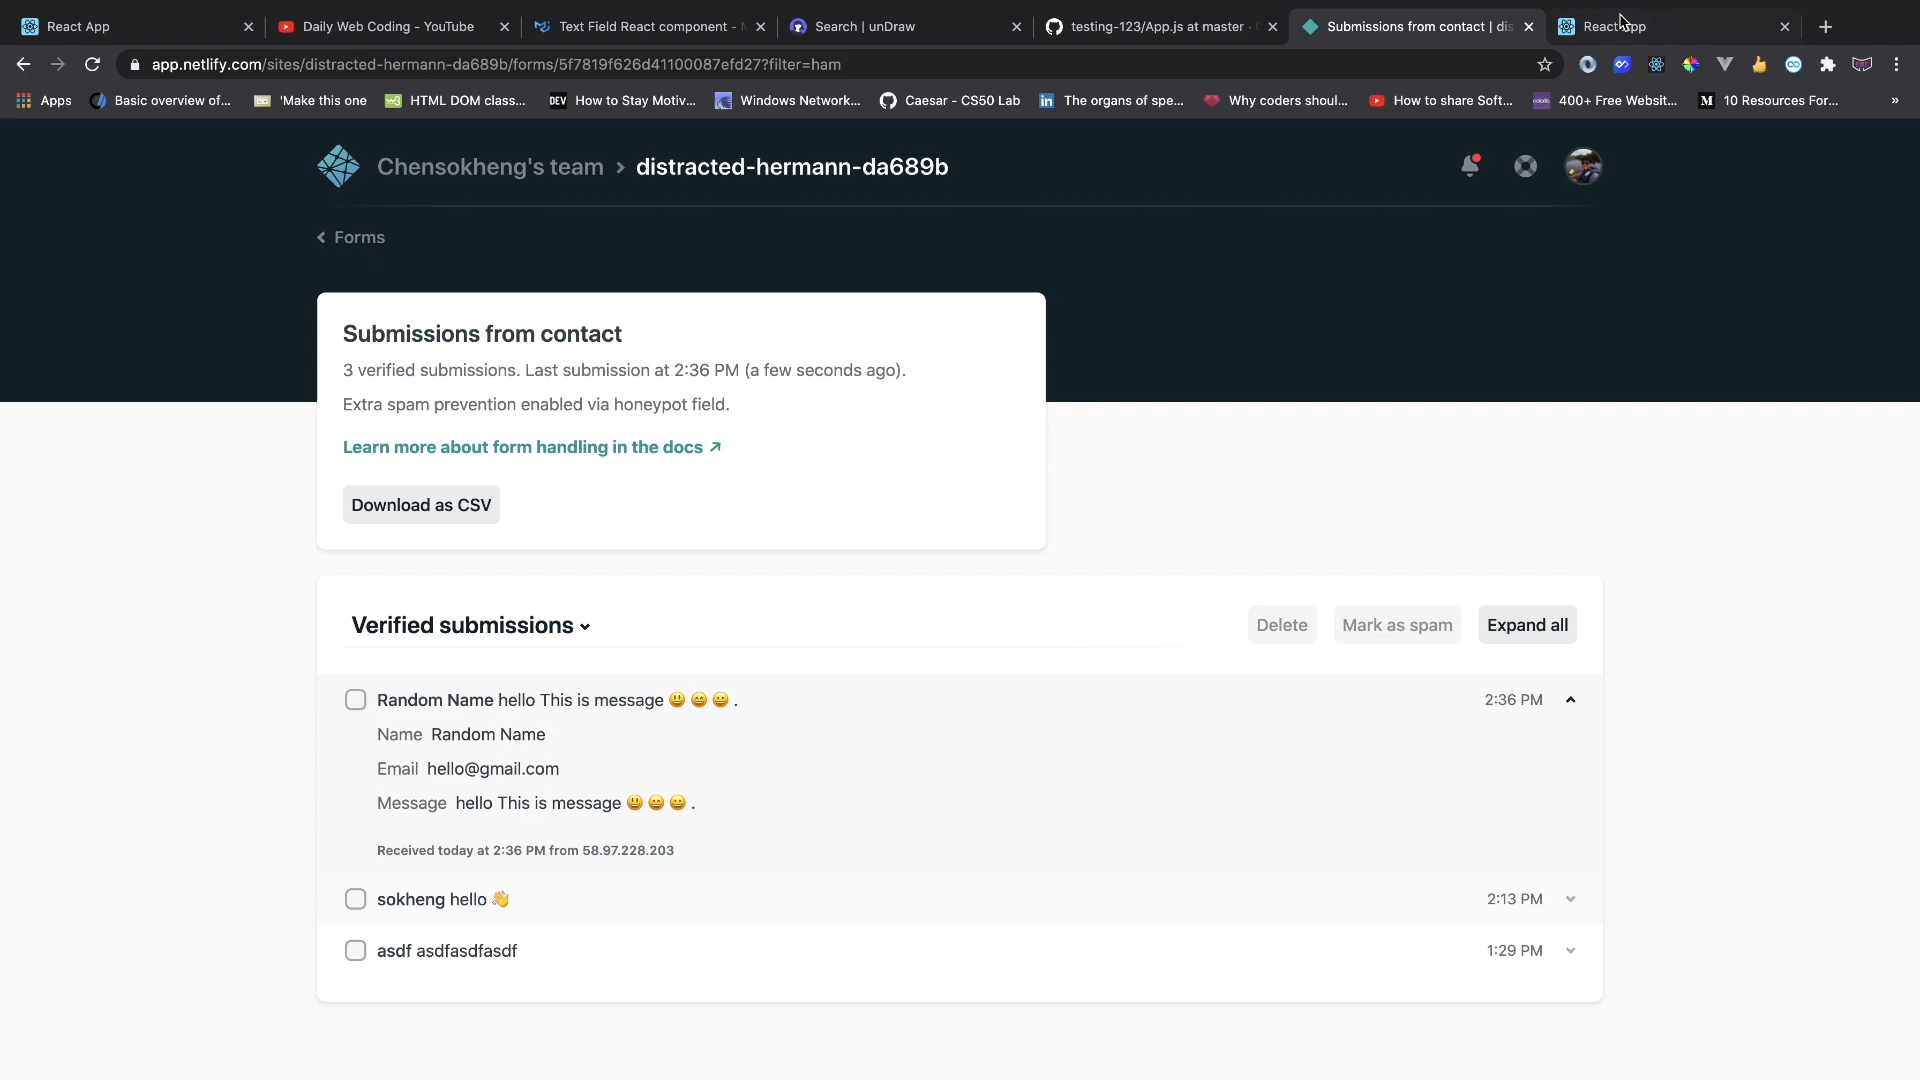 React App
Daily Web Coding - YouTube
Text Field React component -
Search | unDraw
testing-123/App.js at master ·
Submissions from contact | dis
React App
app.netlify.com/sites/distracted-hermann-da689b/forms/5f7819f626d41100087efd27?filter=ham
Apps
Basic overview of...
'Make this one
HTML DOM class...
DEV How to Stay Motiv...
Windows Network...
Caesar - CS50 Lab
in The organs of spe...
Why coders shoul...
How to share Soft...
400+ Free Websit...
M 10 Resources For...
»
Chensokheng's team > distracted-hermann-da689b
Forms
Submissions from contact
3 verified submissions. Last submission at 2:36 PM (a few seconds ago).
Extra spam prevention enabled via honeypot field.
Learn more about form handling in the docs ↗
Download as CSV
Verified submissions
Delete
Mark as spam
Expand all
Random Name hello This is message 😃 😄 😀 .
2:36 PM
Name Random Name
Email hello@gmail.com
Message hello This is message 😃 😄 😀 .
Received today at 2:36 PM from 58.97.228.203
sokheng hello 👋
2:13 PM
asdf asdfasdfasdf
1:29 PM